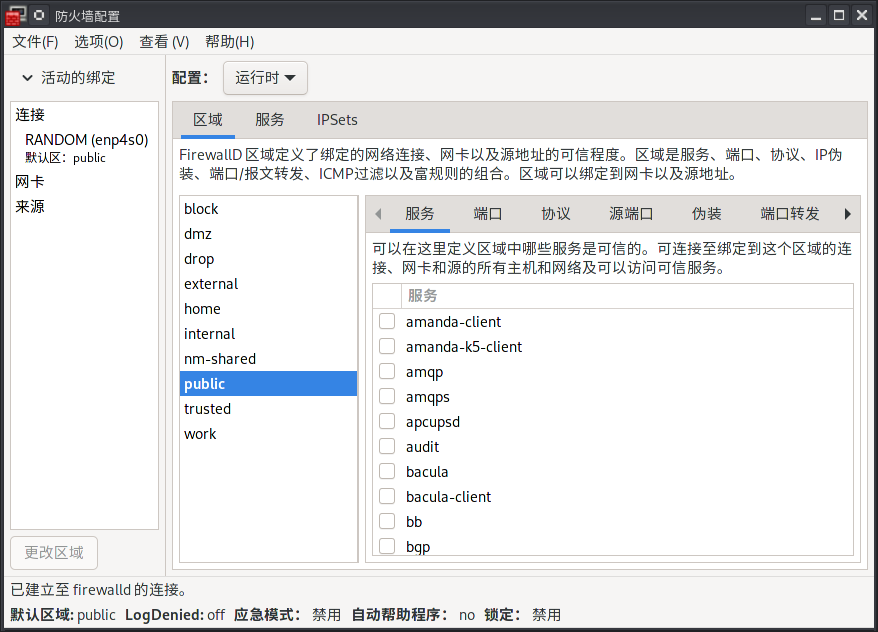 防火墙配置
文件(F) 选项(O) 查看 (V) 帮助(H)
活动的绑定
连接
RANDOM (enp4s0)
默认区：public
网卡
来源
更改区域
配置： 运行时
区域 服务 IPSets
FirewallD 区域定义了绑定的网络连接、网卡以及源地址的可信程度。区域是服务、端口、协议、IP伪
装、端口/报文转发、ICMP过滤以及富规则的组合。区域可以绑定到网卡以及源地址。
block
dmz
drop
external
home
internal
nm-shared
public
trusted
work
服务 端口 协议 源端口 伪装 端口转发
可以在这里定义区域中哪些服务是可信的。可连接至绑定到这个区域的连
接、网卡和源的所有主机和网络及可以访问可信服务。
服务
amanda-client
amanda-k5-client
amqp
amqps
apcupsd
audit
bacula
bacula-client
bb
bgp
已建立至 firewalld 的连接。
默认区域: public LogDenied: off 应急模式： 禁用 自动帮助程序： no 锁定： 禁用